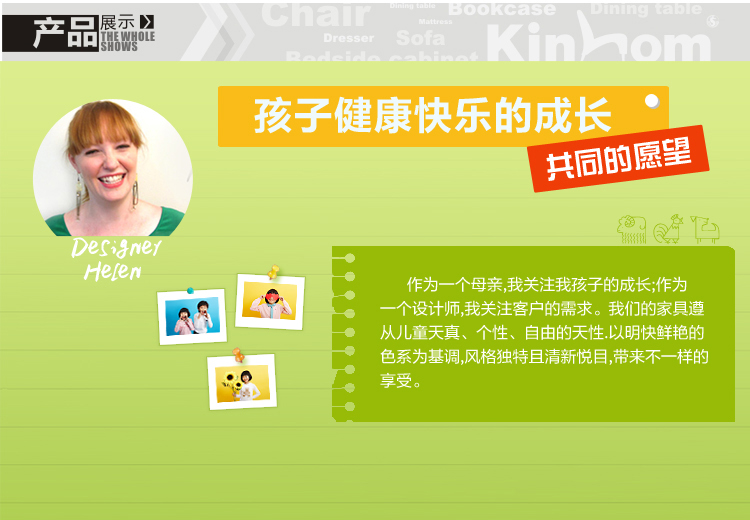 产品展示
THE WHOLE
SHOWS
Chair
Dining table
Bookcase
Dining table
Mattress
Dresser
Sofa
Bedside cabinet
Kinhom
孩子健康快乐的成长
共同的愿望
Designer
Helen
作为一个母亲,我关注我孩子的成长;作为
一个设计师,我关注客户的需求。我们的家具遵
从儿童天真、个性、自由的天性.以明快鲜艳的
色系为基调,风格独特且清新悦目,带来不一样的
享受。